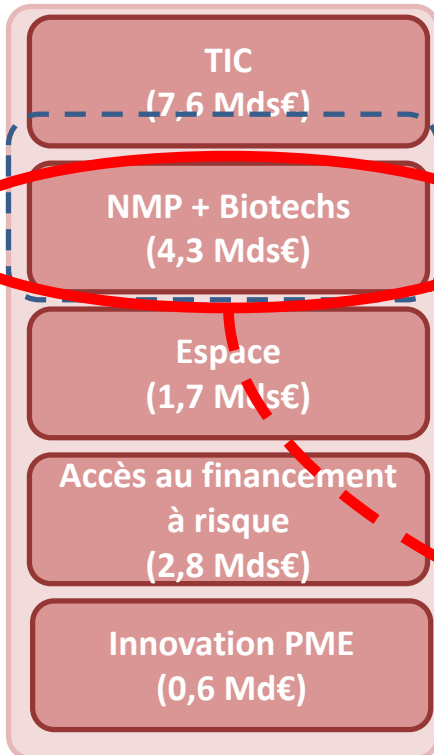 TIC
(7,6 Mds€)
NMP + Biotechs
(4,3 Mds€)
Espace
(1,7 Mds€)
Accès au financement
à risque
(2,8 Mds€)
Innovation PME
(0,6 Md€)